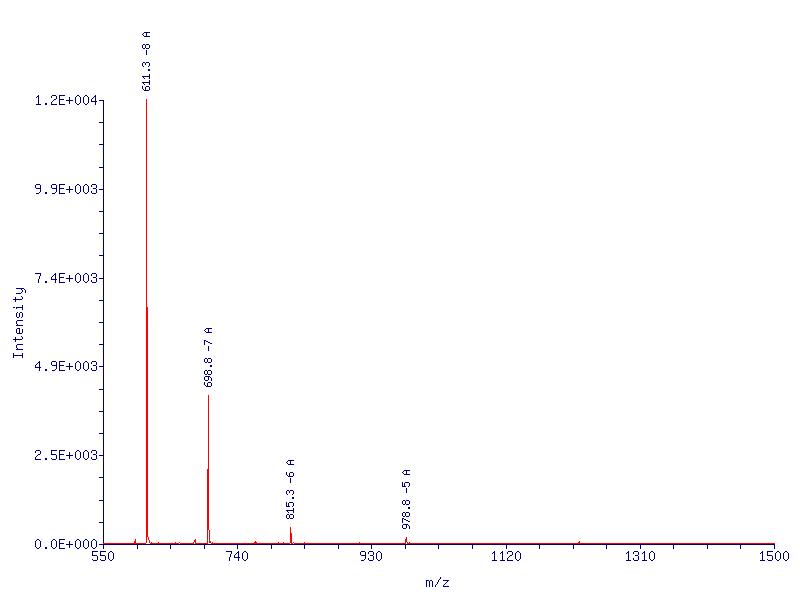 611.3 -8 A
1.2E+004
9.9E+003
7.4E+003
698.8 -7 A
4.9E+003
815.3 -6 A
978.8 -5 A
2.5E+003
0.0E+000
Intensity
550 740 930 1120 1310 1500
m/z